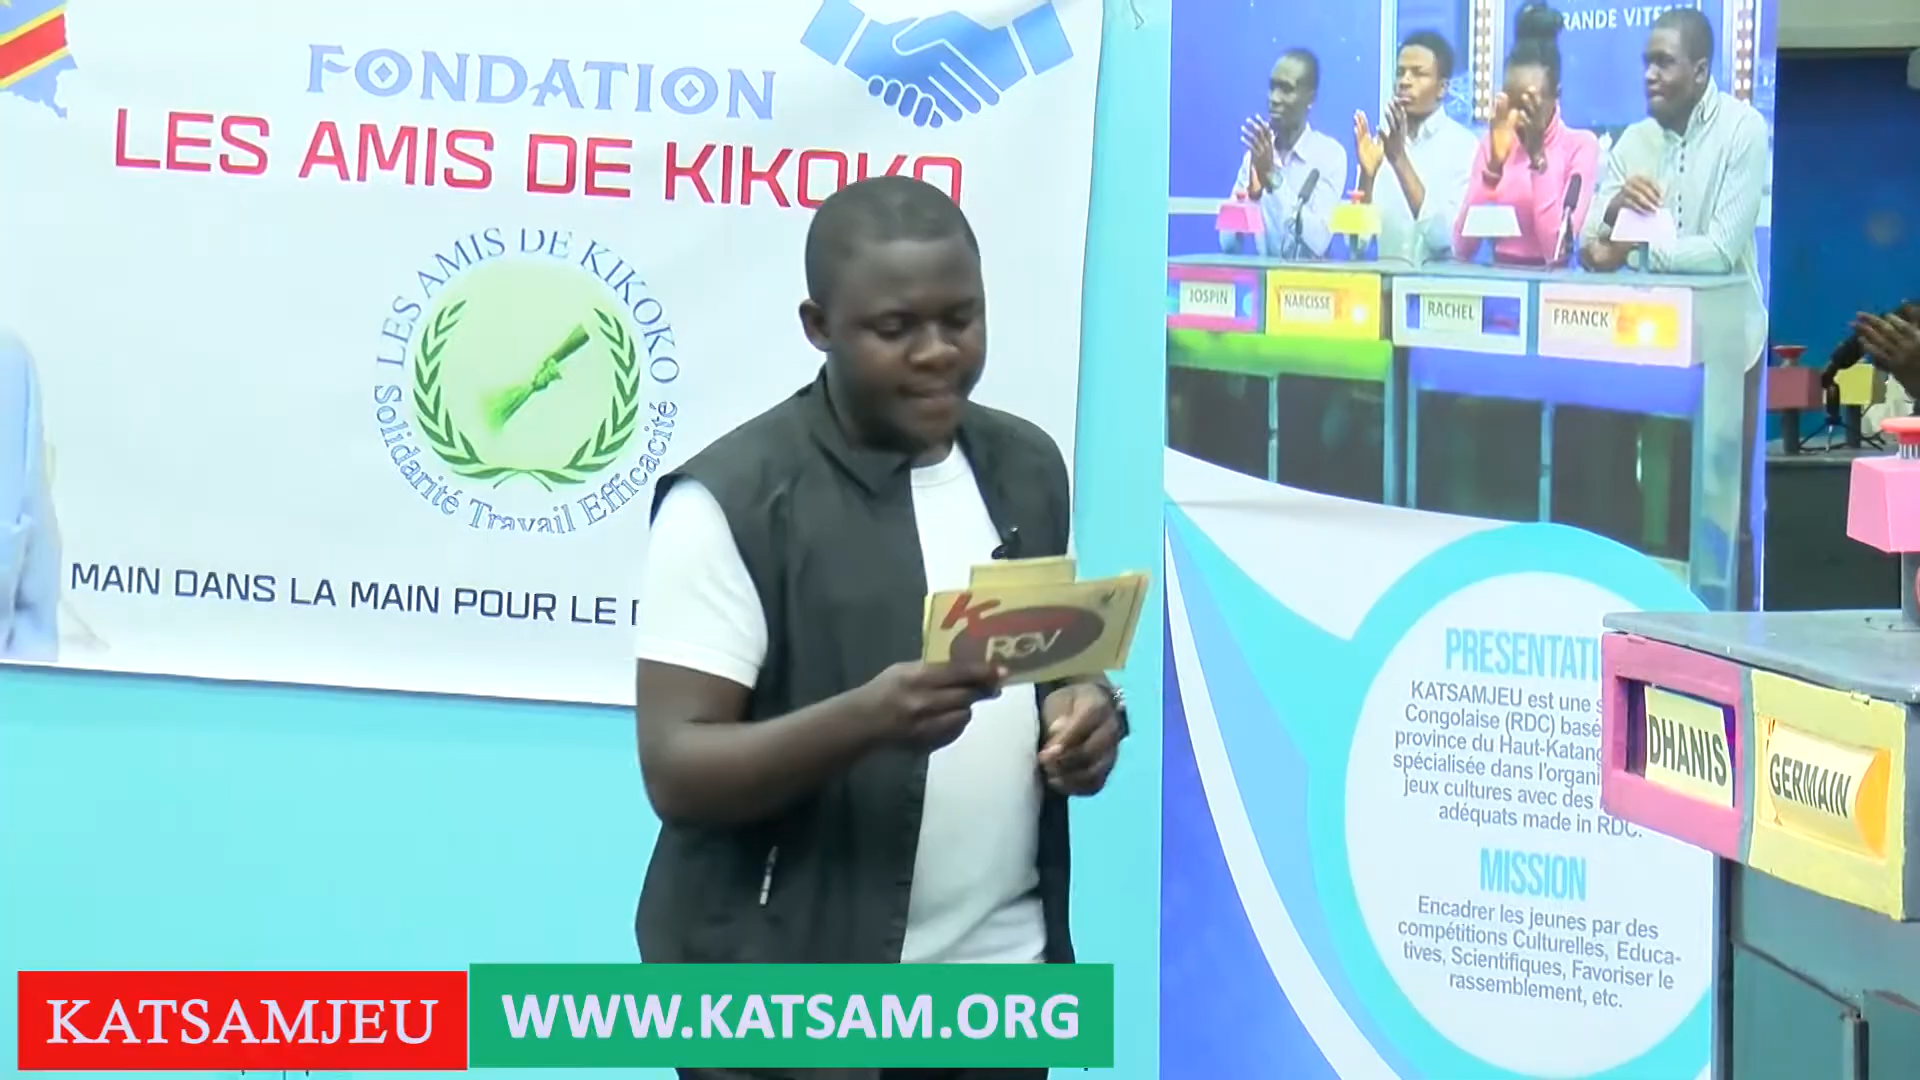 FONDATION
LES AMIS DE KIKOKO
LES AMIS DE KIKOKO
Solidarité Travail Efficacité
MAIN DANS LA MAIN POUR LE
RANDE VITESSE
JOSPIN
NARCISSE
RACHEL
FRANCK
K
RGV
PRESENTATI
KATSAMJEU est une s
Congolaise (RDC) basé
province du Haut-Katang
spécialisée dans l'organi
jeux cultures avec des
adéquats made in RDC.
MISSION
Encadrer les jeunes par des
compétitions Culturelles, Educa-
tives, Scientifiques, Favoriser le
rassemblement, etc.
DHANIS
GERMAIN
KATSAMJEU
WWW.KATSAM.ORG